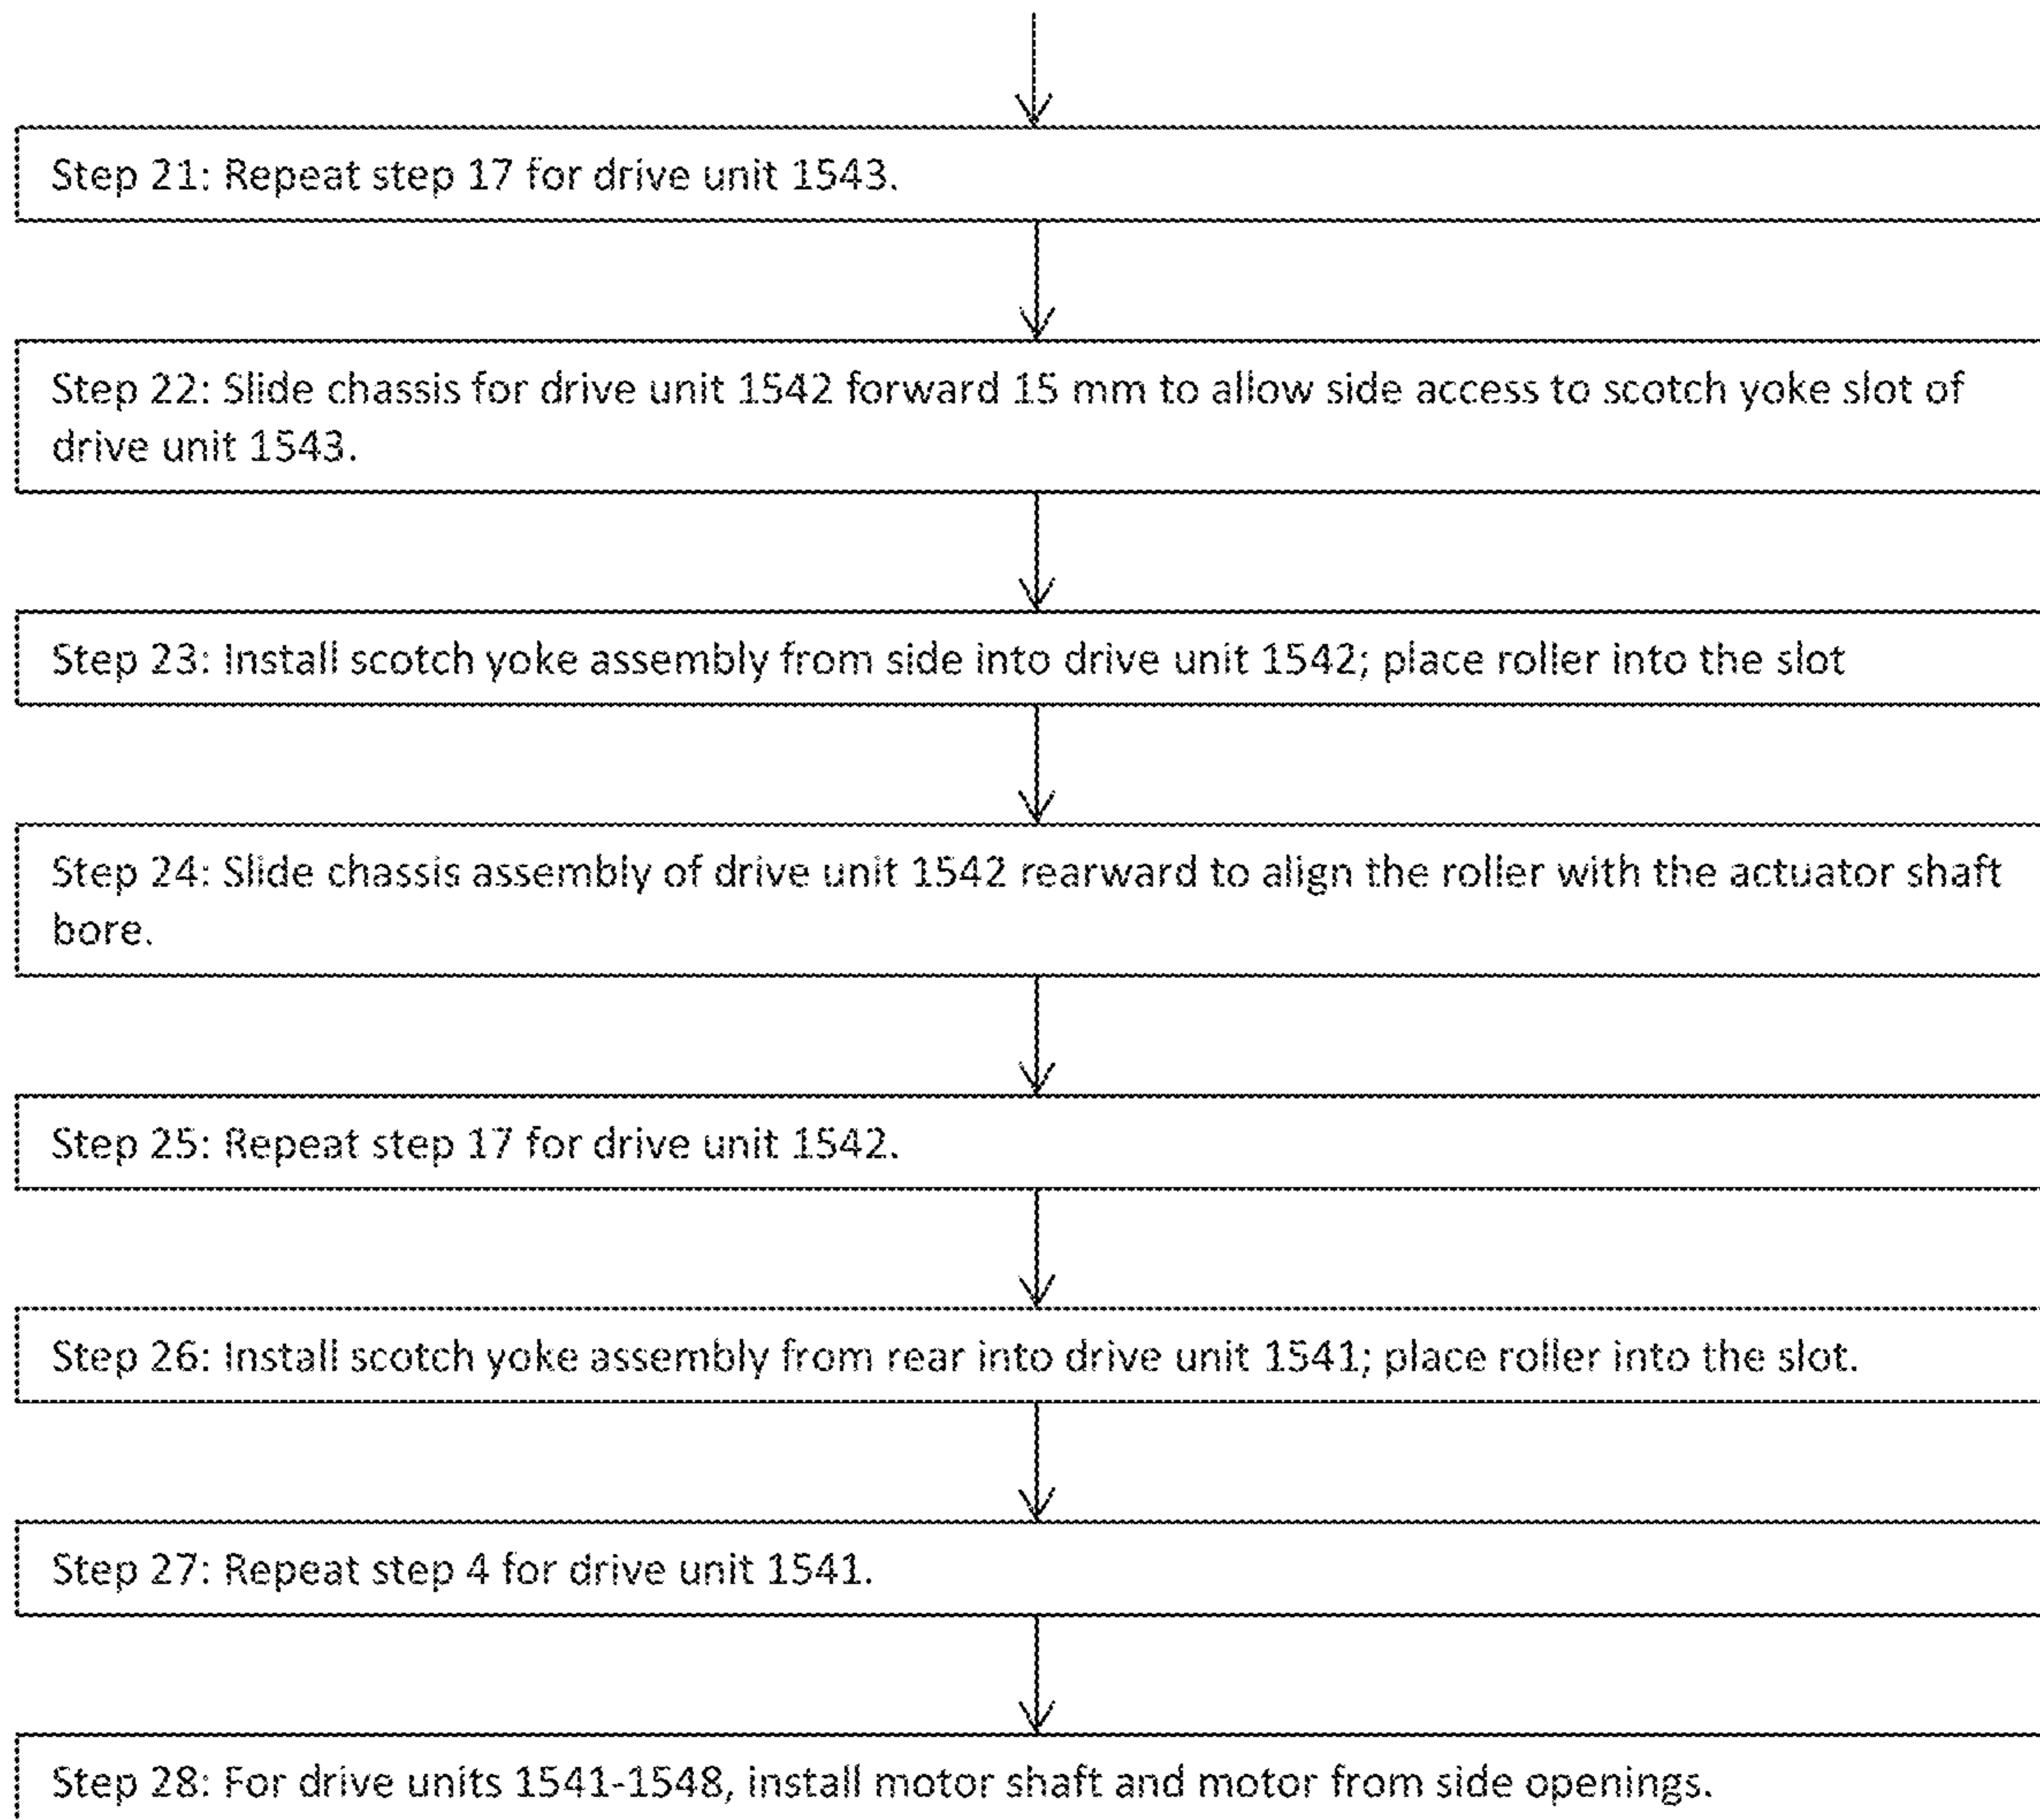 Step 21: Repeat step 17 for drive unit 1543.
Step 22: Slide chassis for drive unit 1542 forward 15 mm to allow side access to scotch yoke slot of
drive unit 1543.
Step 23: Install scotch yoke assembly from side into drive unit 1542; place roller into the slot
Step 24: Slide chassis assembly of drive unit 1542 rearward to align the roller with the actuator shaft
bore.
Step 25: Repeat step 17 for drive unit 1542.
Step 26: Install scotch yoke assembly from rear into drive unit 1541; place roller into the slot.
Step 27: Repeat step 4 for drive unit 1541.
Step 28: For drive units 1541-1548, install motor shaft and motor from side openings.